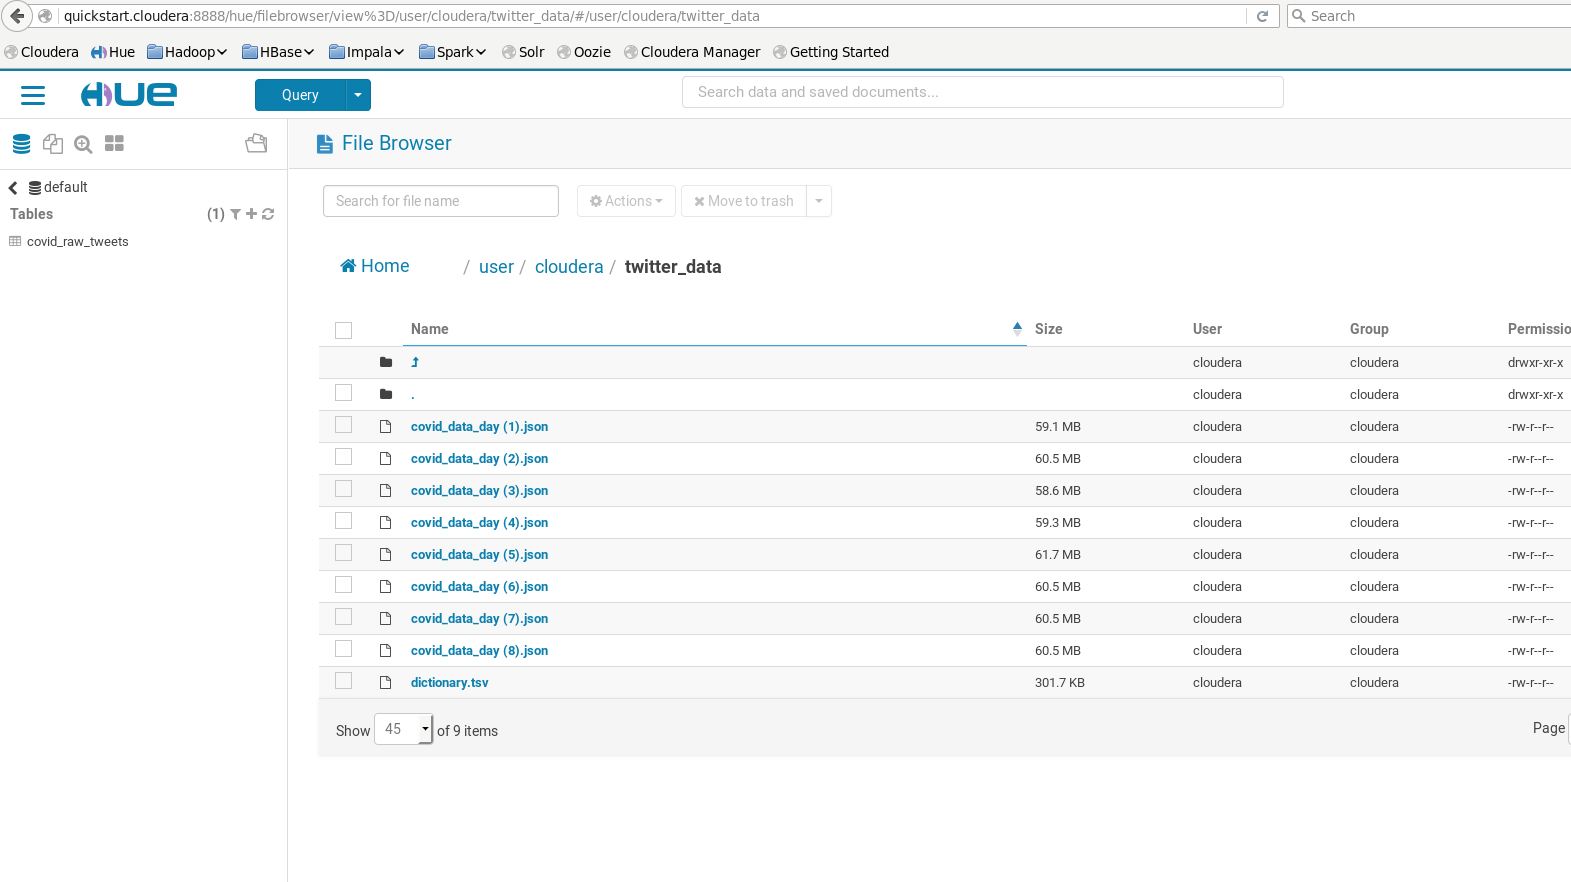 quickstart.cloudera:8888/hue/filebrowser/view%3D/user/cloudera/twitter_data/#/user/cloudera/twitter_data Search
Cloudera Hue Hadoop HBase Impala Spark Solr Oozie Cloudera Manager Getting Started
HUE Query Search data and saved documents...
File Browser
default
Tables (1)
covid_raw_tweets
Search for file name Actions Move to trash
Home / user / cloudera / twitter_data
Name Size User Group Permissio
cloudera cloudera drwxr-xr-x
. cloudera cloudera drwxr-xr-x
covid_data_day (1).json 59.1 MB cloudera cloudera -rw-r--r--
covid_data_day (2).json 60.5 MB cloudera cloudera -rw-r--r--
covid_data_day (3).json 58.6 MB cloudera cloudera -rw-r--r--
covid_data_day (4).json 59.3 MB cloudera cloudera -rw-r--r--
covid_data_day (5).json 61.7 MB cloudera cloudera -rw-r--r--
covid_data_day (6).json 60.5 MB cloudera cloudera -rw-r--r--
covid_data_day (7).json 60.5 MB cloudera cloudera -rw-r--r--
covid_data_day (8).json 60.5 MB cloudera cloudera -rw-r--r--
dictionary.tsv 301.7 KB cloudera cloudera -rw-r--r--
Show 45 of 9 items Page